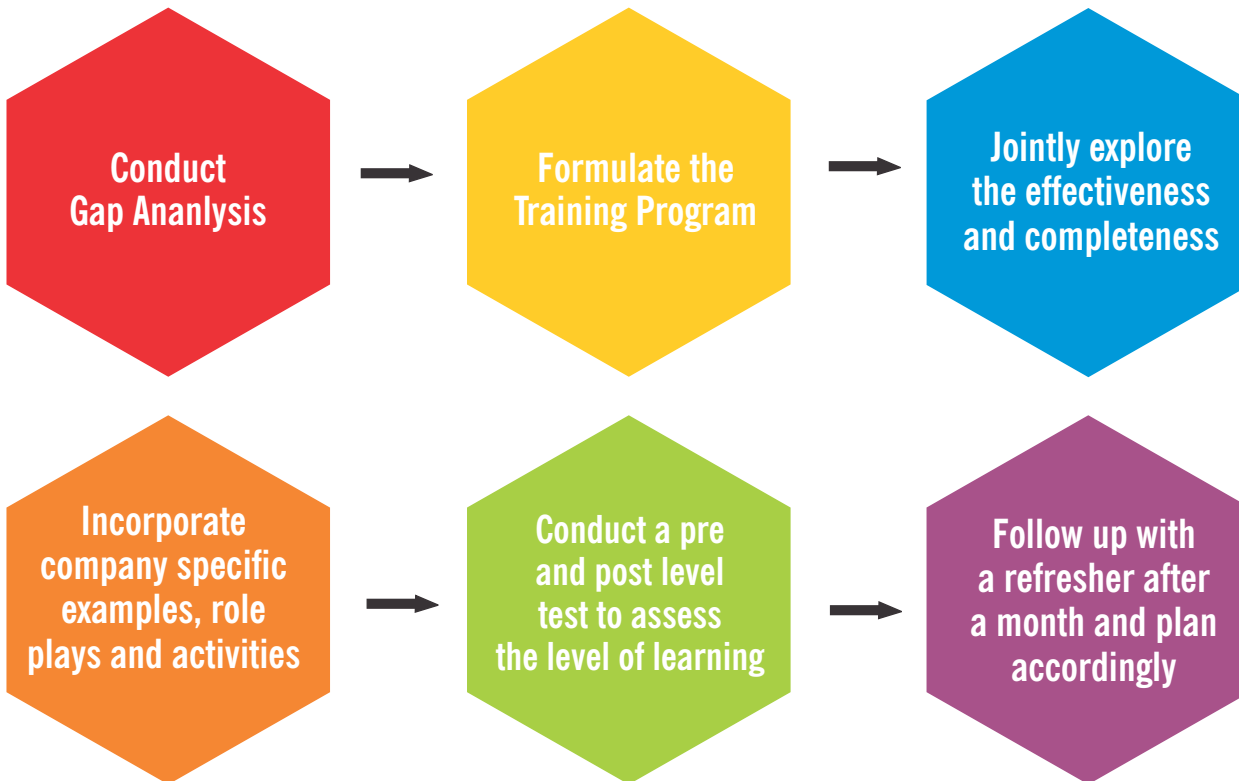 Conduct
Gap Ananlysis
Formulate the
Training Program
Jointly explore
the effectiveness
and completeness
Incorporate
company specific
examples, role
plays and activities
Conduct a pre
and post level
test to assess
the level of learning
Follow up with
a refresher after
a month and plan
accordingly